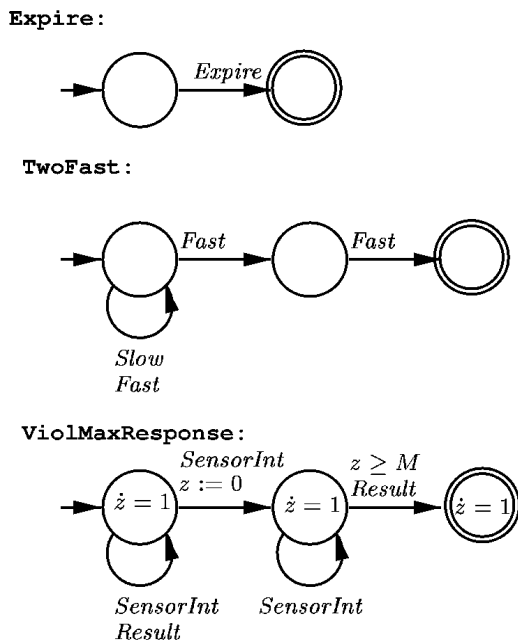 Expire:
Expire
TwoFast:
Fast Fast
Slow
Fast
ViolMaxResponse:
SensorInt
z := 0
z ≥ M
Result
ż = 1 ż = 1 ż = 1
SensorInt
Result
SensorInt